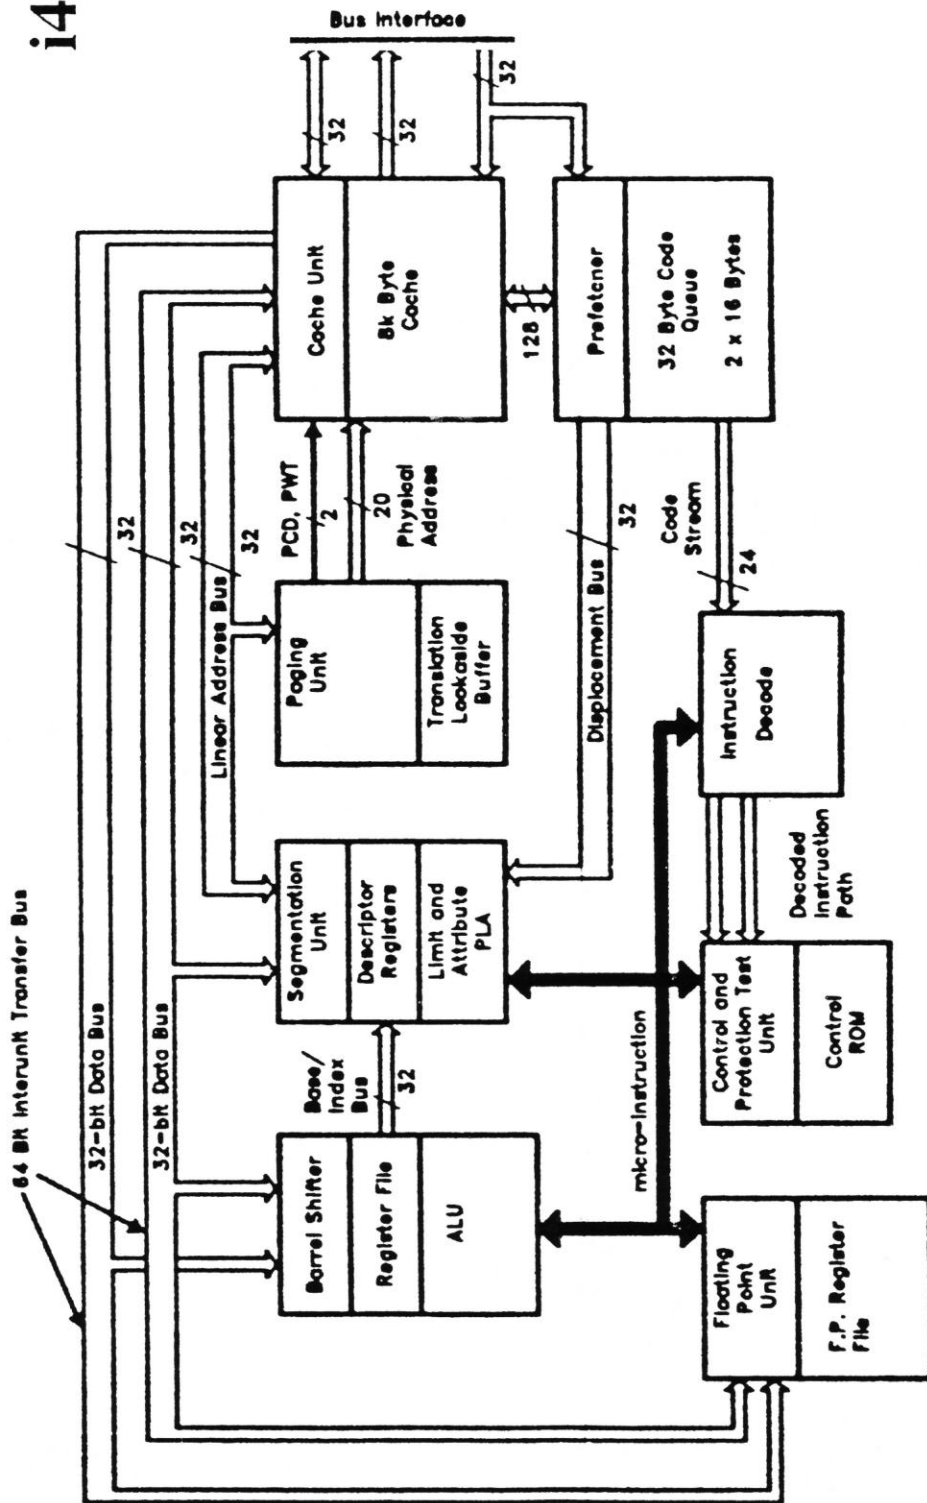 i4
64 Bit Interunit Transfer Bus
32-bit Data Bus
32-bit Data Bus
32
32
Linear Address Bus
32
Bus Interface
32
32
32
Barrel Shifter
Register File
ALU
Base/
Index
Bus
32
Segmentation
Unit
Descriptor
Registers
Limit and
Attribute
PLA
Paging
Unit
Translation
Lookaside
Buffer
PCD, PWT
2
20
Physical
Address
Cache Unit
8k Byte
Cache
128
Displacement Bus
32
Prefetcner
32 Byte Code
Queue
2 x 16 Bytes
Code
Stream
24
micro-instruction
Floating
Point
Unit
F.P. Register
File
Control and
Protection Test
Unit
Control
ROM
Decoded
Instruction
Path
Instruction
Decode